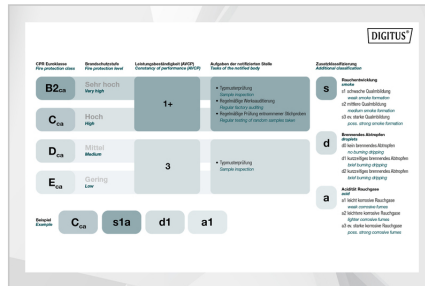 DIGITUS®
CPR Euroklasse
Fire protection class
Brandschutzstufe
Fire protection level
Leistungsbeständigkeit (AVCP)
Constancy of performance (AVCP)
Aufgaben der notifizierten Stelle
Tasks of the notified body
Zusatzklassifizierung
Additional classification
B2ca
Sehr hoch
Very high
1+
• Typmusterprüfung
Sample inspection
• Regelmäßige Werksauditierung
Regular factory auditing
• Regelmäßige Prüfung entnommener Stichproben
Regular testing of random samples taken
Cca
Hoch
High
Dca
Mittel
Medium
3
• Typmusterprüfung
Sample inspection
Eca
Gering
Low
s
Rauchentwicklung
smoke
s1 schwache Qualmbildung
weak smoke formation
s2 mittlere Qualmbildung
medium smoke formation
s3 ev. starke Qualmbildung
poss. strong smoke formation
d
Brennendes Abtropfen
droplets
d0 kein brennendes Abtropfen
no burning dripping
d1 kurzzeitiges brennendes Abtropfen
brief burning dripping
d2 kurzzeitiges brennendes Abtropfen
brief burning dripping
a
Acidität Rauchgase
acid
a1 leicht korrosive Rauchgase
weak corrosive fumes
a2 leichtere korrosive Rauchgase
lighter corrosive fumes
a3 ev. starke korrosive Rauchgase
poss. strong corrosive fumes
Beispiel
Example
Cca s1a d1 a1